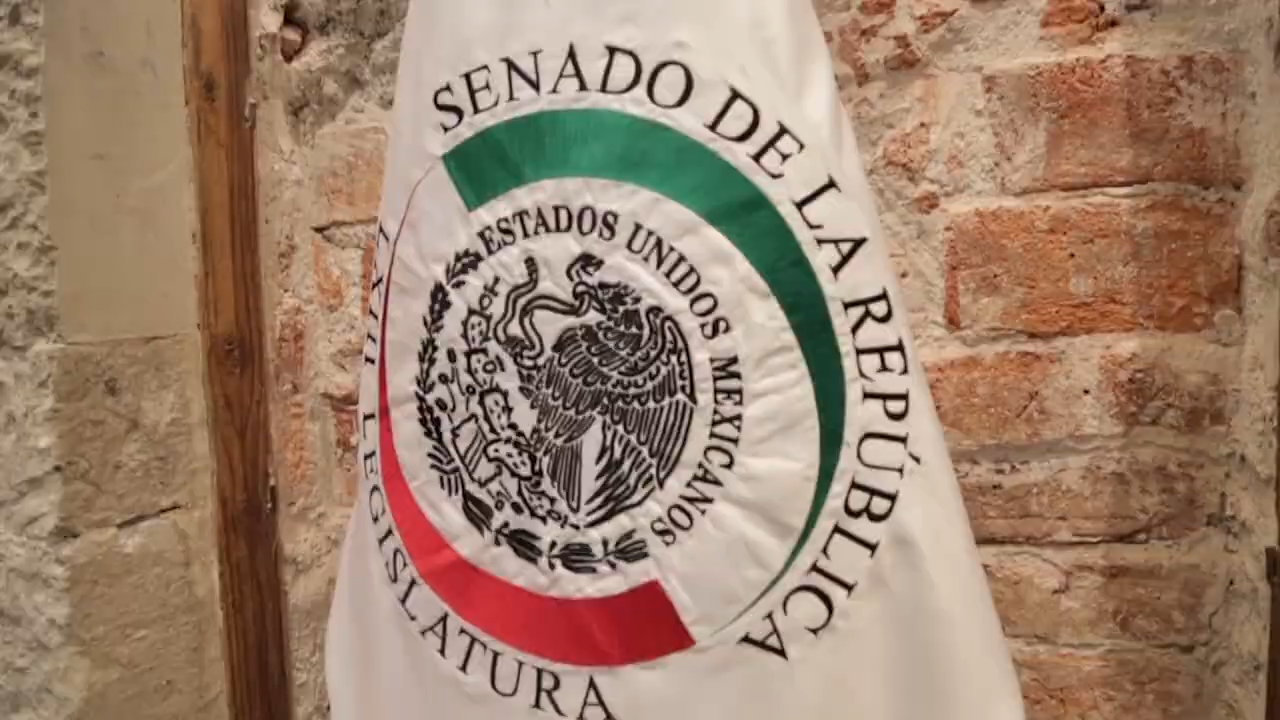 SENADO DE LA REPÚBLICA
ESTADOS UNIDOS MEXICANOS
LEGISLATURA